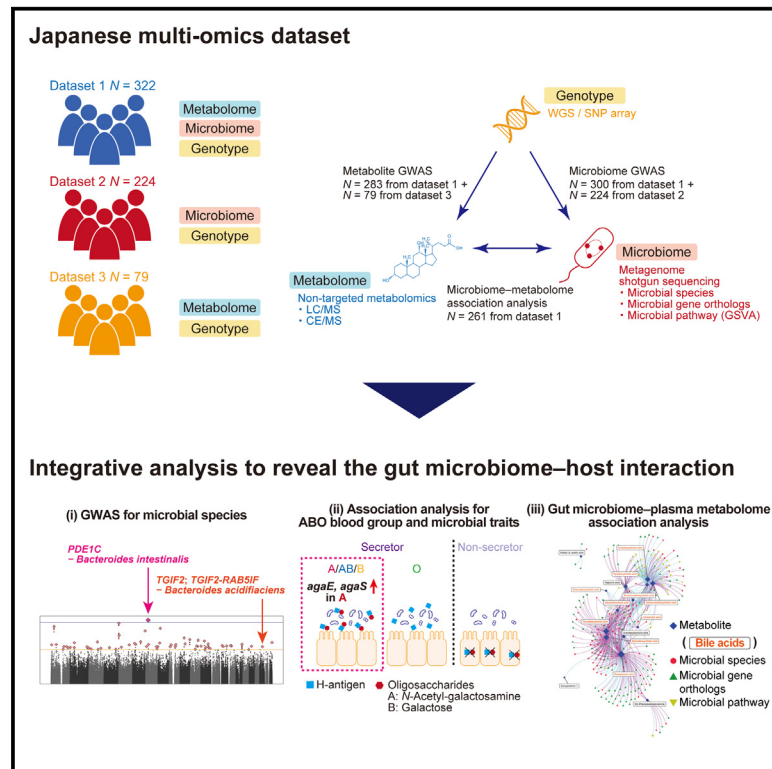 Japanese multi-omics dataset
Dataset 1 N = 322
Metabolome
Microbiome
Genotype
Dataset 2 N = 224
Microbiome
Genotype
Dataset 3 N = 79
Metabolome
Genotype
Genotype
WGS / SNP array
Metabolite GWAS
N = 283 from dataset 1 +
N = 79 from dataset 3
Microbiome GWAS
N = 300 from dataset 1 +
N = 224 from dataset 2
Metabolome
Non-targeted metabolomics
・LC/MS
・CE/MS
Microbiome–metabolome
association analysis
N = 261 from dataset 1
Microbiome
Metagenome
shotgun sequencing
• Microbial species
• Microbial gene orthologs
• Microbial pathway (GSVA)
Integrative analysis to reveal the gut microbiome–host interaction
(i) GWAS for microbial species
PDE1C
– Bacteroides intestinalis
TGIF2; TGIF2-RAB5IF
– Bacteroides acidifiaciens
(ii) Association analysis for
ABO blood group and microbial traits
Secretor
Non-secretor
A/AB/B
O
agaE, agaS
in A
H-antigen
Oligosaccharides
A: N-Acetyl-galactosamine
B: Galactose
(iii) Gut microbiome–plasma metabolome
association analysis
Metabolite
( Bile acids )
Microbial species
Microbial gene
orthologs
Microbial pathway